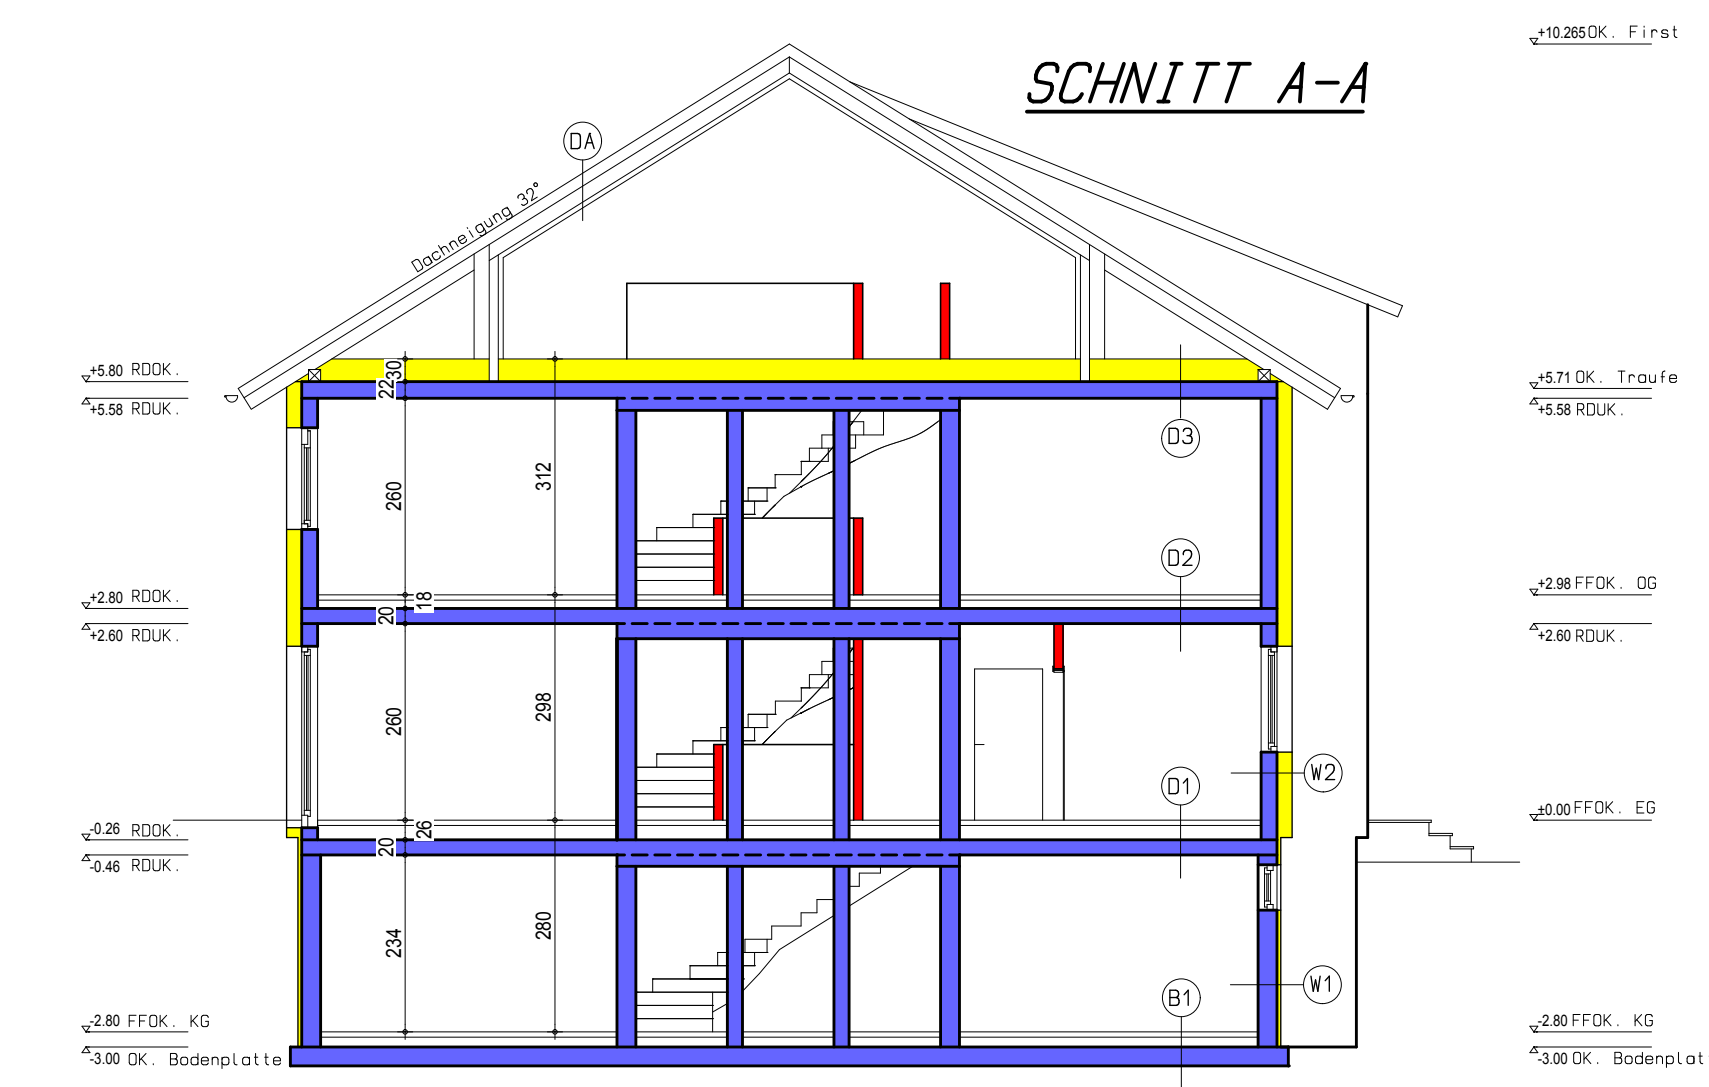 +10.265 OK. First
SCHNITT A-A
DA
Dachneigung 32°
+5.80 RDOK.
+5.58 RDUK.
22
30
+5.71 OK. Traufe
+5.58 RDUK.
D3
260
312
D2
+2.80 RDOK.
+2.60 RDUK.
20
18
+2.98 FFOK. OG
+2.60 RDUK.
260
298
W2
D1
-0.26 RDOK.
-0.46 RDUK.
20
26
±0.00 FFOK. EG
234
280
W1
B1
-2.80 FFOK. KG
-3.00 OK. Bodenplatte
-2.80 FFOK. KG
-3.00 OK. Bodenplat